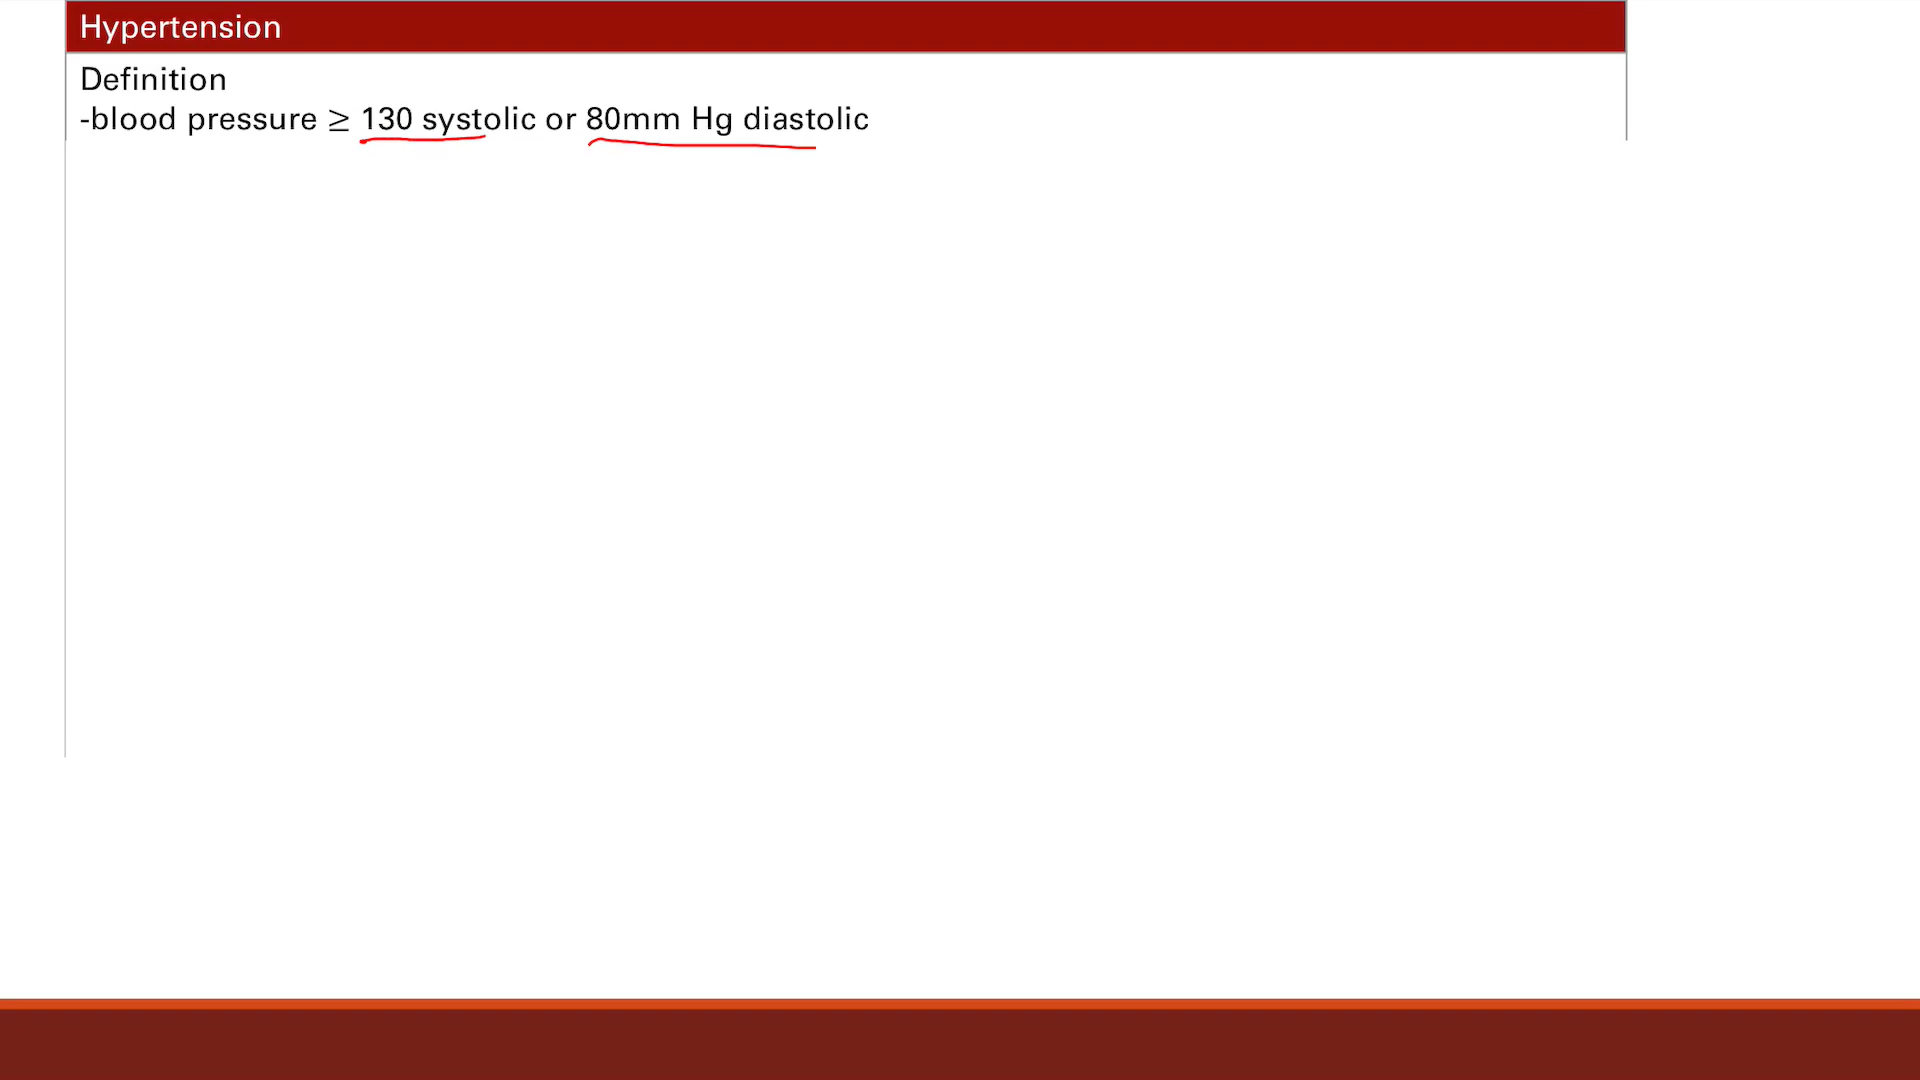 Hypertension
Definition
-blood pressure ≥ 130 systolic or 80mm Hg diastolic